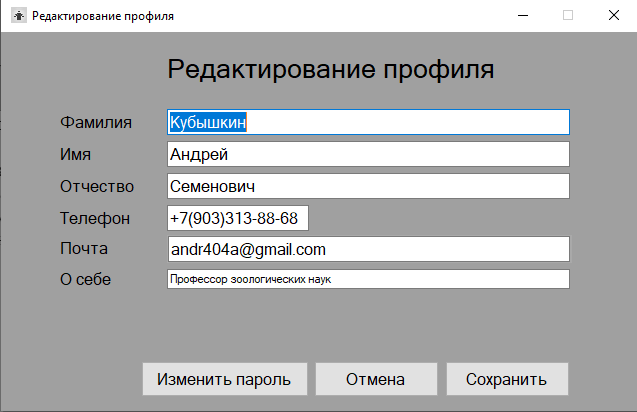 Редактирование профиля
Редактирование профиля
Фамилия Кубышкин
Имя Андрей
Отчество Семенович
Телефон +7(903)313-88-68
Почта andr404a@gmail.com
О себе Профессор зоологических наук
Изменить пароль Отмена Сохранить